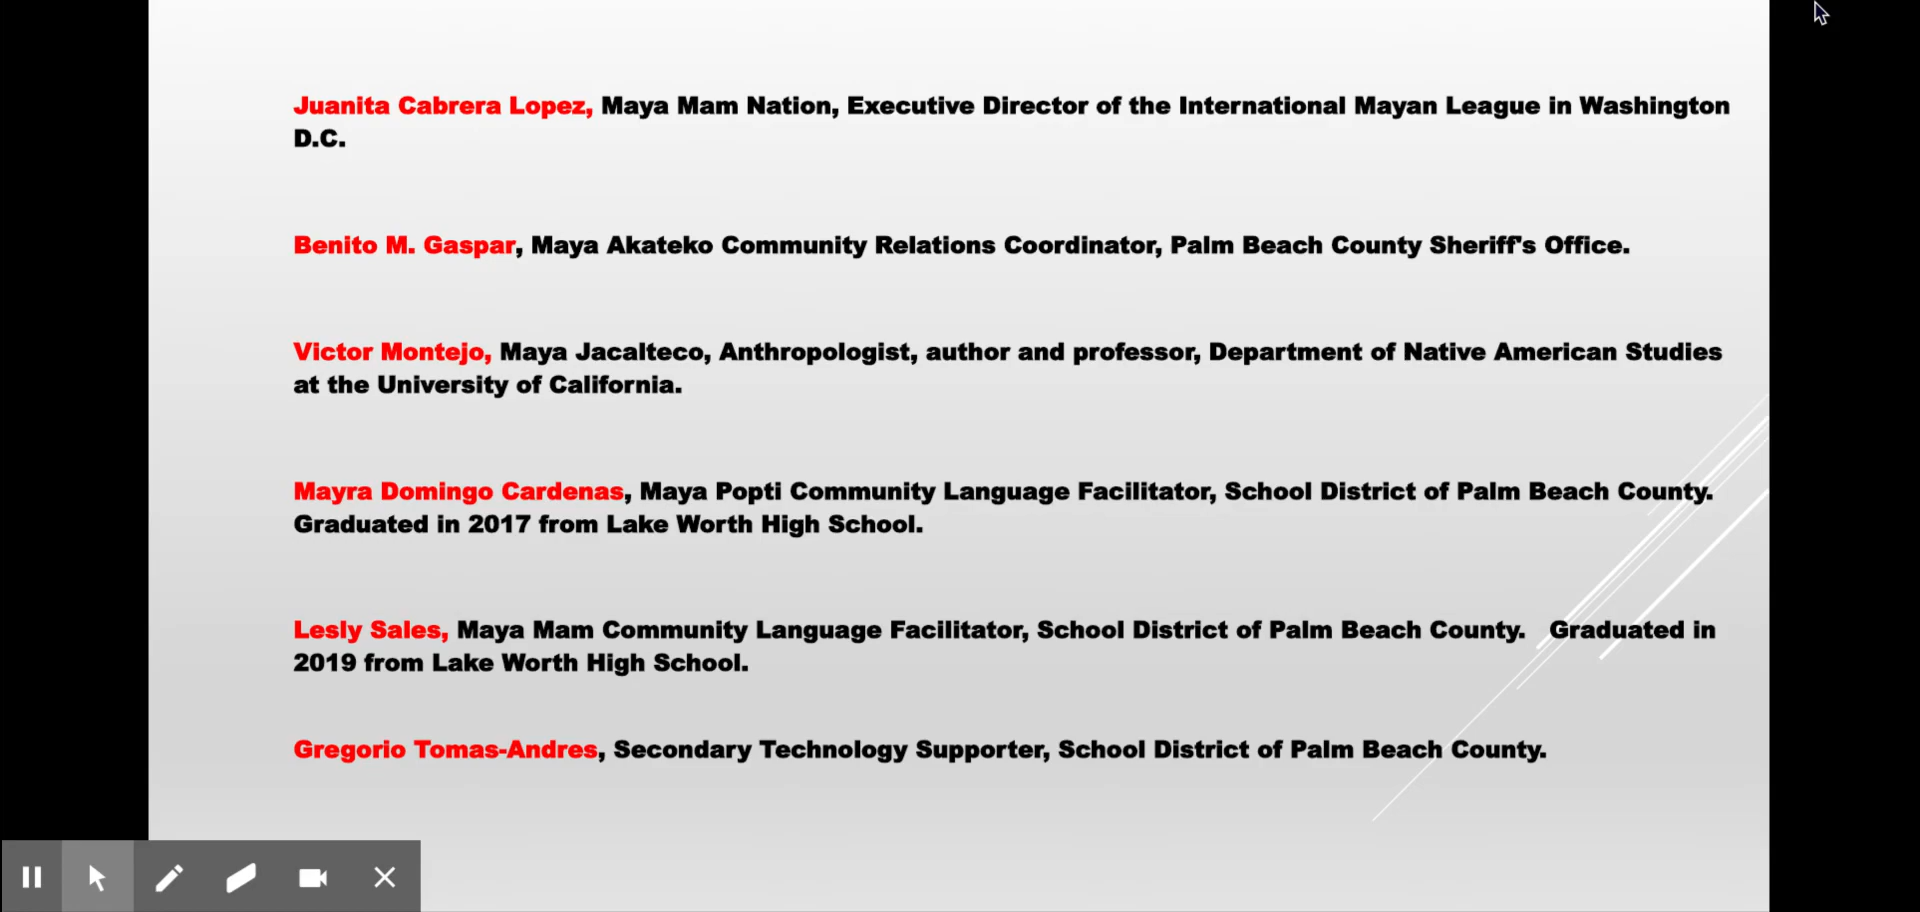 Juanita Cabrera Lopez, Maya Mam Nation, Executive Director of the International Mayan League in Washington
D.C.
Benito M. Gaspar, Maya Akateko Community Relations Coordinator, Palm Beach County Sheriff's Office.
Victor Montejo, Maya Jacalteco, Anthropologist, author and professor, Department of Native American Studies
at the University of California.
Mayra Domingo Cardenas, Maya Popti Community Language Facilitator, School District of Palm Beach County.
Graduated in 2017 from Lake Worth High School.
Lesly Sales, Maya Mam Community Language Facilitator, School District of Palm Beach County. Graduated in
2019 from Lake Worth High School.
Gregorio Tomas-Andres, Secondary Technology Supporter, School District of Palm Beach County.